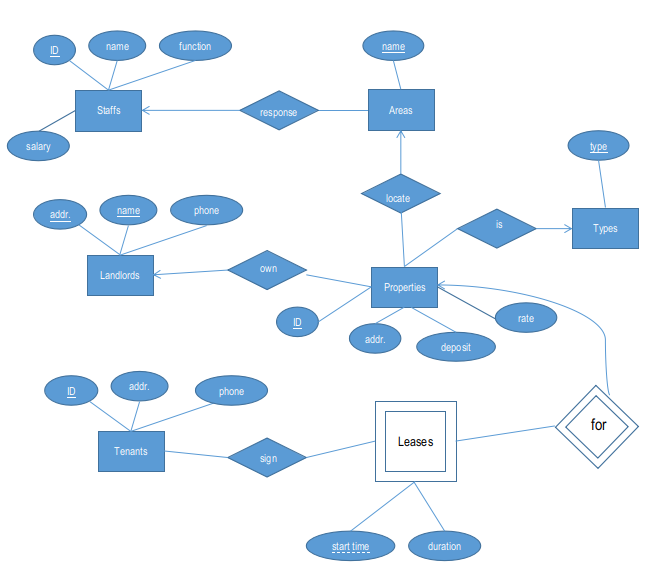 ID
name
function
name
Staffs
response
Areas
salary
type
locate
addr.
name
phone
is
Types
Landlords
own
Properties
ID
rate
addr.
deposit
ID
addr.
phone
for
Tenants
sign
Leases
start time
duration